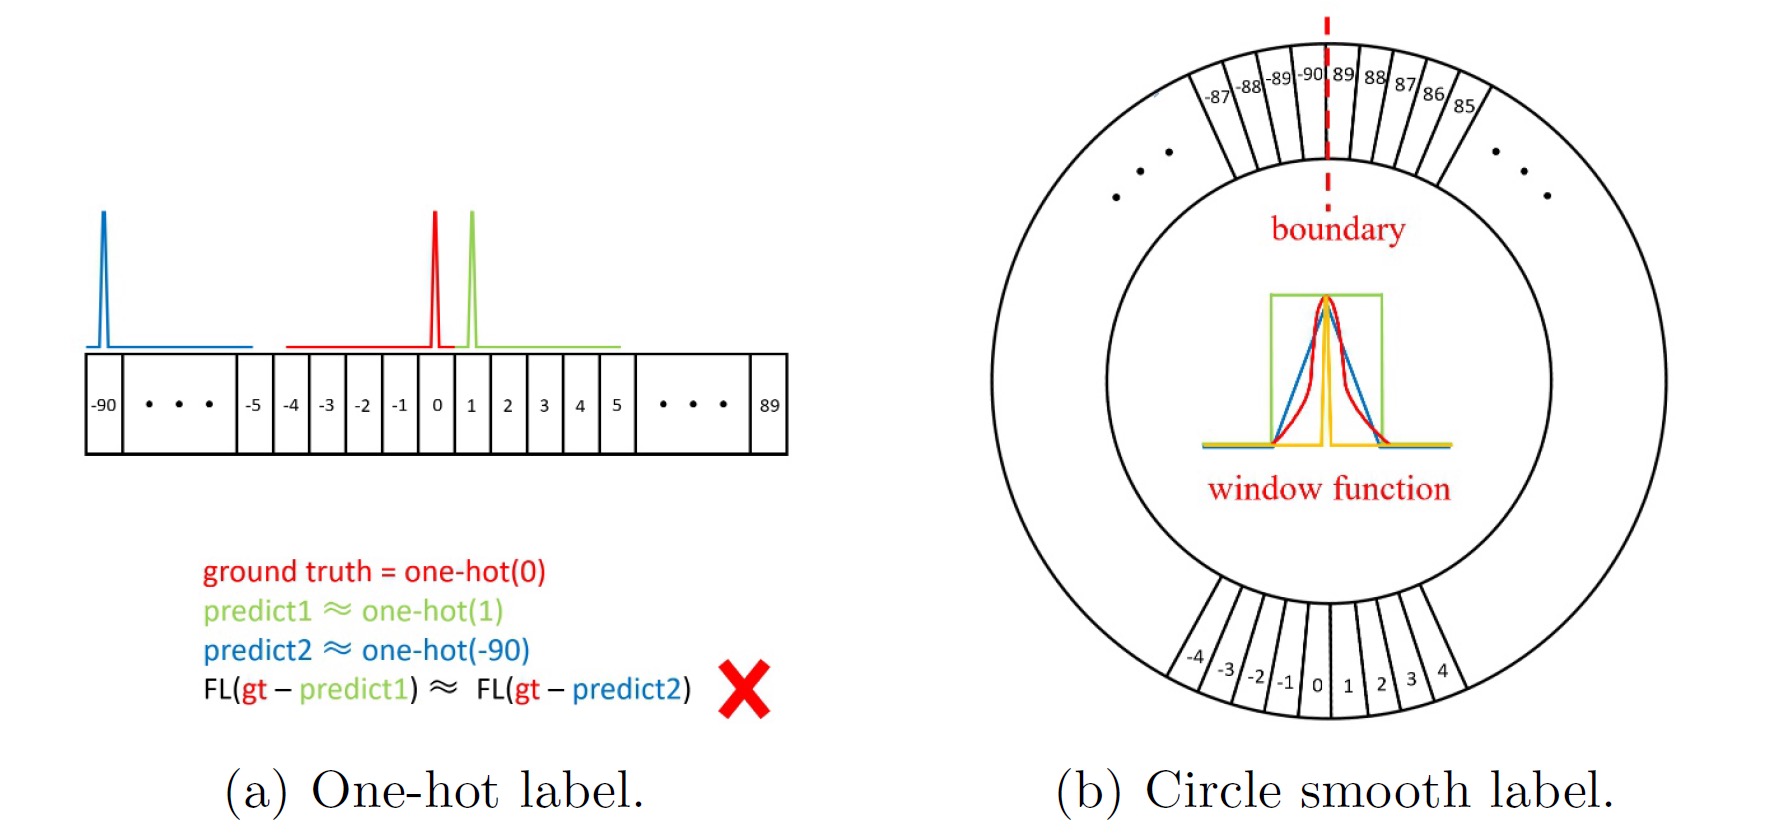 -90 • • • -5 -4 -3 -2 -1 0 1 2 3 4 5 • • • 89
ground truth = one-hot(0)
predict1 ≈ one-hot(1)
predict2 ≈ one-hot(-90)
FL(gt – predict1) ≈ FL(gt – predict2)
(a) One-hot label.
-87 -88 -89 -90 89 88 87 86 85
boundary
window function
-4 -3 -2 -1 0 1 2 3 4
(b) Circle smooth label.